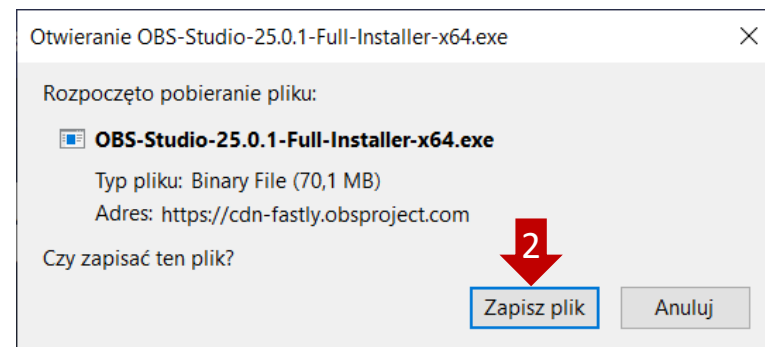 Otwieranie OBS-Studio-25.0.1-Full-Installer-x64.exe
Rozpoczęto pobieranie pliku:
OBS-Studio-25.0.1-Full-Installer-x64.exe
Typ pliku: Binary File (70,1 MB)
Adres: https://cdn-fastly.obsproject.com
2
Czy zapisać ten plik?
Zapisz plik Anuluj